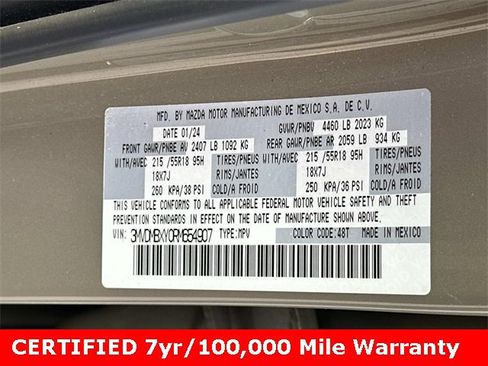 MFD. BY MAZDA MOTOR MANUFACTURING DE MEXICO S.A. DE C.V.
DATE 01/24 GVWR/PNBV 4460 LB 2023 KG
FRONT GAWR/PNBE AV 2407 LB 1092 KG REAR GAWR/PNBE AR 2059 LB 934 KG
WITH/AVEC 215 /55R18 95H TIRES/PNEUS WITH/AVEC 215 /55R18 95H TIRES/PNEUS
18X7J RIMS/JANTES 18X7J RIMS/JANTES
260 KPA/38 PSI COLD/A FROID 250 KPA/36 PSI COLD/A FROID
THIS VEHICLE CONFORMS TO ALL APPLICABLE FEDERAL MOTOR VEHICLE SAFETY AND
THEFT PREVENTION STANDARDS IN EFFECT ON THE DATE OF MANUFACTURE SHOWN ABOVE.
VIN: 3MVDMBXY0RM654907 TYPE: MPV COLOR CODE: 48T MADE IN MEXICO
CERTIFIED 7yr/100,000 Mile Warranty